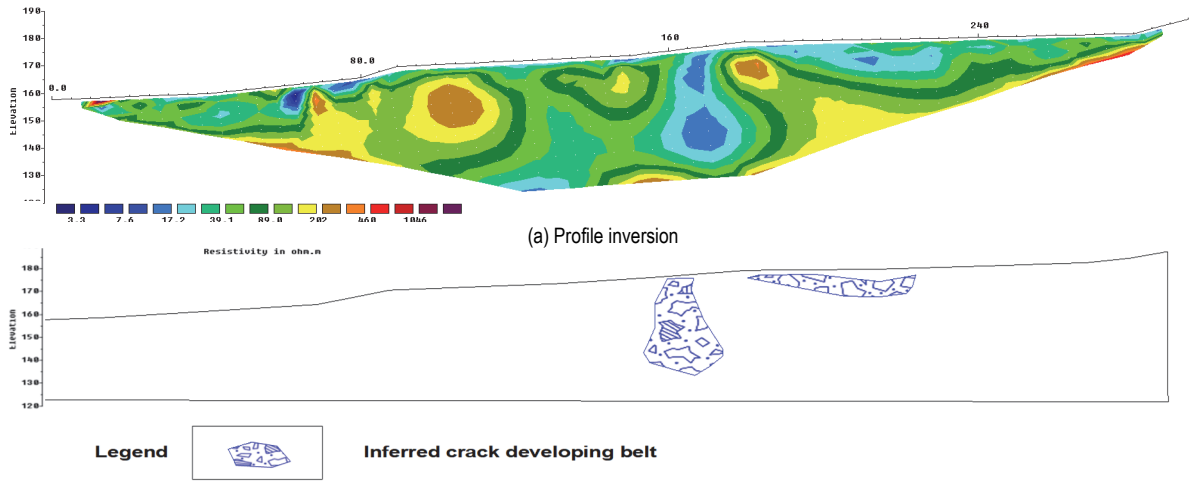 190
180
170
160
150
140
130
Elevation
0.0
80.0
160
240
3.3 7.6 17.2 39.1 89.0 202 460 1046
(a) Profile inversion
Resistivity in ohm.m
180
170
160
150
140
130
120
Elevation
Legend
Inferred crack developing belt